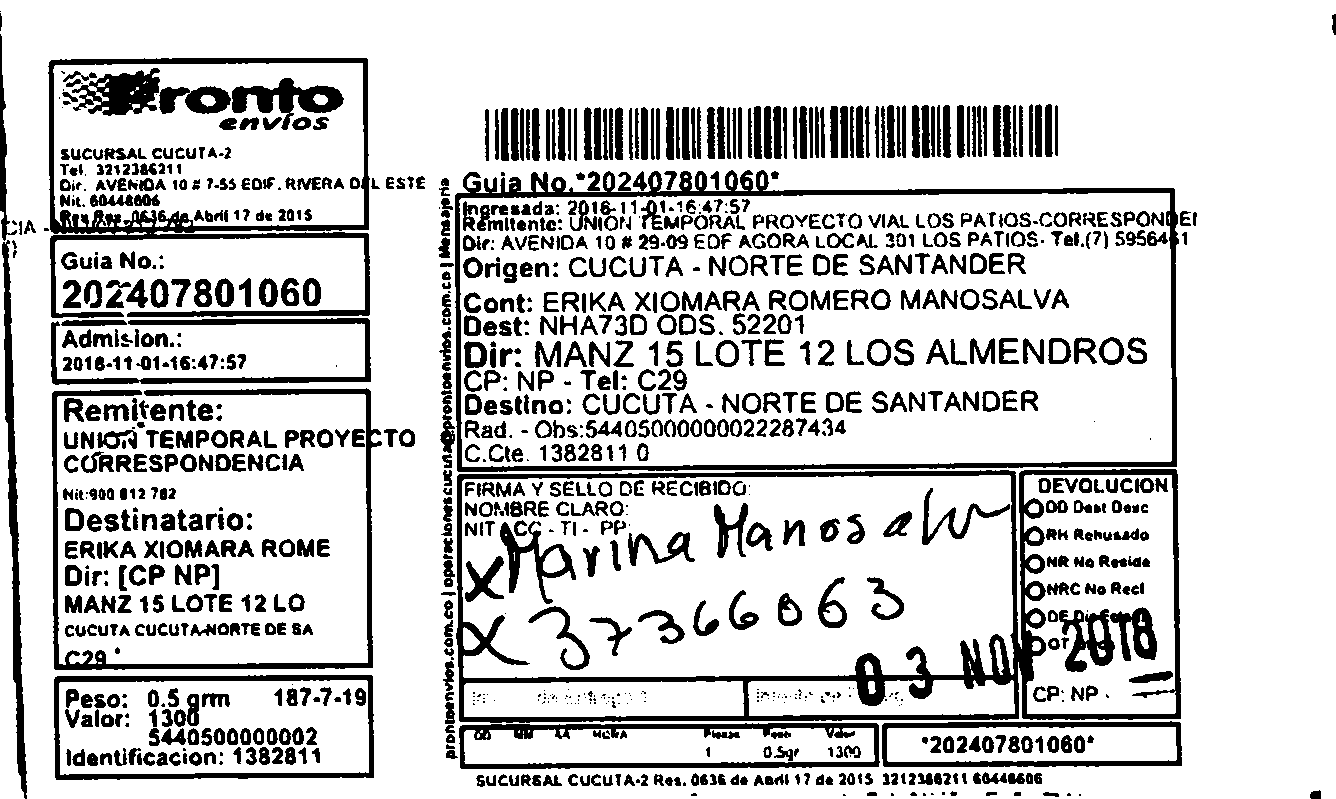 Pronto
envíos
SUCURSAL CUCUTA-2
Tel. 3212386211
Dir. AVENIDA 10 # 7-55 EDIF. RIVERA DEL ESTE
Nit. 60448606
Res Res. 0636 de Abril 17 de 2015
CIA -
Guia No.:
202407801060
Admision.:
2018-11-01-16:47:57
Remitente:
UNION TEMPORAL PROYECTO
CORRESPONDENCIA
Nit:900 812 782
Destinatario:
ERIKA XIOMARA ROME
Dir: [CP NP]
MANZ 15 LOTE 12 LO
CUCUTA CUCUTA-NORTE DE SA
C29
Peso: 0.5 grm 187-7-19
Valor: 1300
5440500000002
Identificacion: 1382811
prontoenvios.com.co | operacionescucuta@prontoenvios.com.co | Mensajeria
Guia No.*202407801060*
Ingresada: 2018-11-01-16:47:57
Remitente: UNION TEMPORAL PROYECTO VIAL LOS PATIOS-CORRESPONDEI
Dir: AVENIDA 10 # 29-09 EDF AGORA LOCAL 301 LOS PATIOS- Tel.(7) 5956461
Origen: CUCUTA - NORTE DE SANTANDER
Cont: ERIKA XIOMARA ROMERO MANOSALVA
Dest: NHA73D ODS. 52201
Dir: MANZ 15 LOTE 12 LOS ALMENDROS
CP: NP - Tel: C29
Destino: CUCUTA - NORTE DE SANTANDER
Rad. - Obs:54405000000022287434
C.Cte. 1382811 0
FIRMA Y SELLO DE RECIBIDO:
NOMBRE CLARO:
NIT - CC - TI - PP:
x Marina Manosalva
x 37366063
DEVOLUCION
DD Dest Desc
RH Rehusado
NR No Reside
NRC No Recl
DE
OT
03 NOV 2018
CP: NP -
DD MM AA HORA Piezas Peso Valor
1 0.5gr 1300
*202407801060*
SUCURSAL CUCUTA-2 Res. 0636 de Abril 17 de 2015 3212386211 60448606